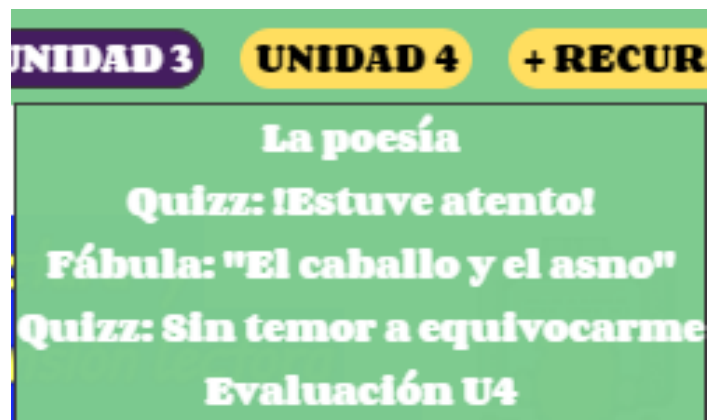 UNIDAD 3 UNIDAD 4 + RECUR
La poesía
Quizz: !Estuve atento!
Fábula: "El caballo y el asno"
Quizz: Sin temor a equivocarme
Evaluación U4